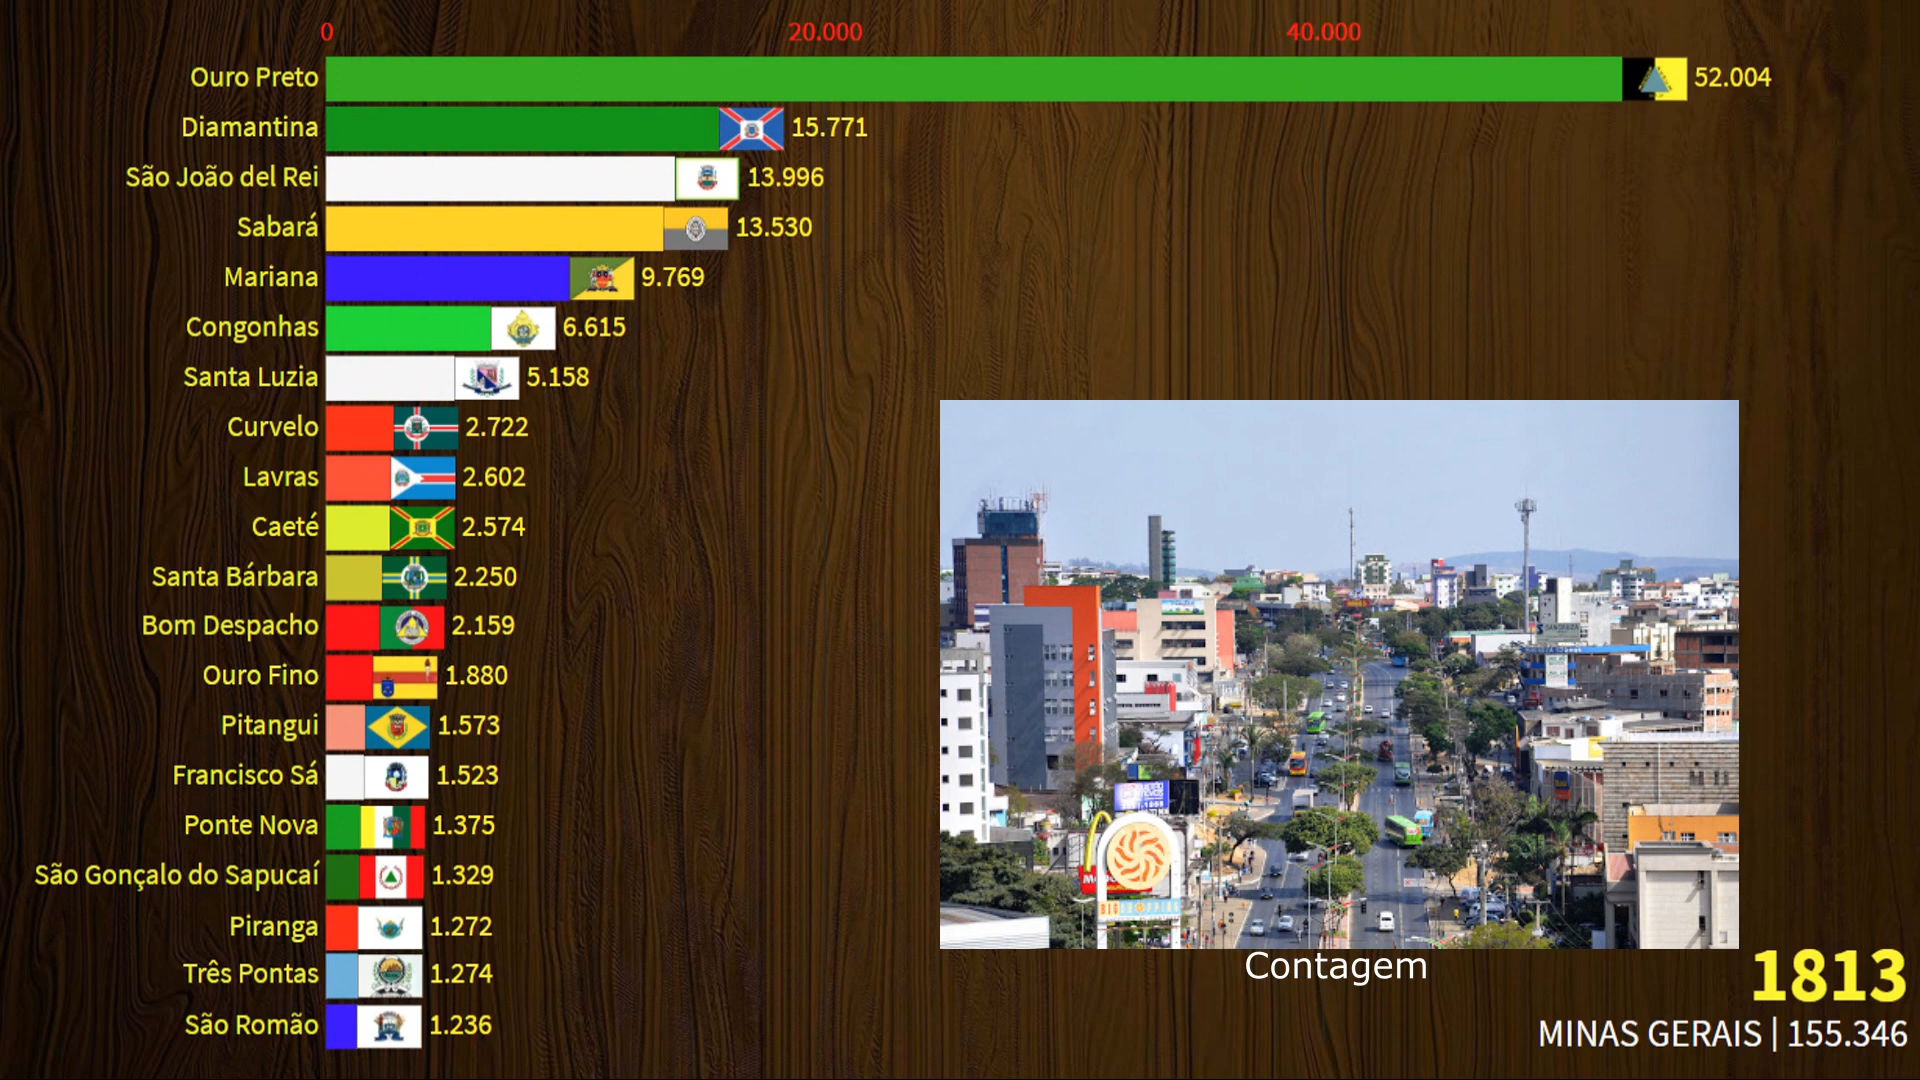 0 20.000 40.000
Ouro Preto 52.004
Diamantina 15.771
São João del Rei 13.996
Sabará 13.530
Mariana 9.769
Congonhas 6.615
Santa Luzia 5.158
Curvelo 2.722
Lavras 2.602
Caeté 2.574
Santa Bárbara 2.250
Bom Despacho 2.159
Ouro Fino 1.880
Pitangui 1.573
Francisco Sá 1.523
Ponte Nova 1.375
São Gonçalo do Sapucaí 1.329
Piranga 1.272
Três Pontas 1.274
São Romão 1.236
BIG SHOPPING
Contagem
1813
MINAS GERAIS | 155.346